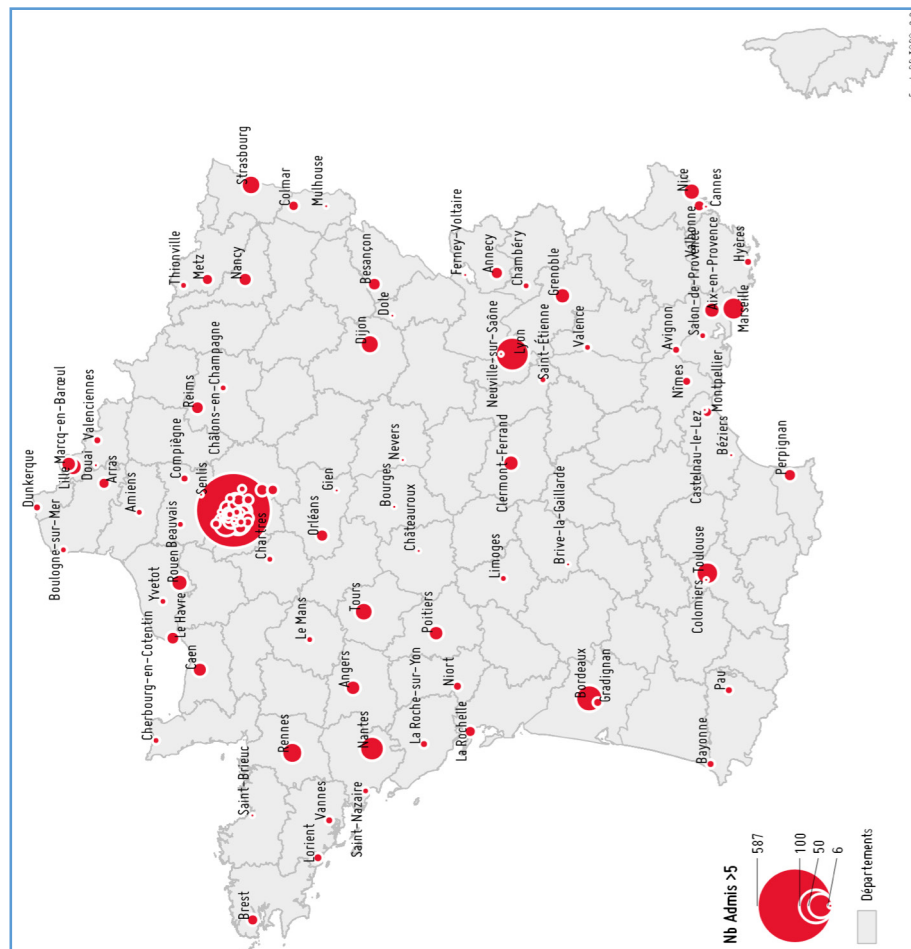 Dunkerque
Boulogne-sur-Mer
Lille
Marcq-en-Barœul
Douai
Valenciennes
Arras
Amiens
Cherbourg-en-Cotentin
Le Havre
Yvetot
Rouen
Beauvais
Compiègne
Senlis
Reims
Châlons-en-Champagne
Thionville
Metz
Nancy
Strasbourg
Colmar
Mulhouse
Caen
Chartres
Brest
Saint-Brieuc
Lorient
Vannes
Rennes
Le Mans
Orléans
Gien
Saint-Nazaire
Nantes
Angers
Tours
Bourges
Nevers
Châteauroux
Dijon
Dole
Besançon
La Roche-sur-Yon
Niort
Poitiers
La Rochelle
Limoges
Clermont-Ferrand
Brive-la-Gaillarde
Neuville-sur-Saône
Lyon
Saint-Étienne
Ferney-Voltaire
Annecy
Chambéry
Grenoble
Valence
Bordeaux
Gradignan
Bayonne
Pau
Colomiers
Toulouse
Castelnau-le-Lez
Montpellier
Béziers
Perpignan
Nîmes
Avignon
Salon-de-Provence
Aix-en-Provence
Marseille
Hyères
Valbonne
Nice
Cannes
Nb Admis >5
587
100
50
6
Départements